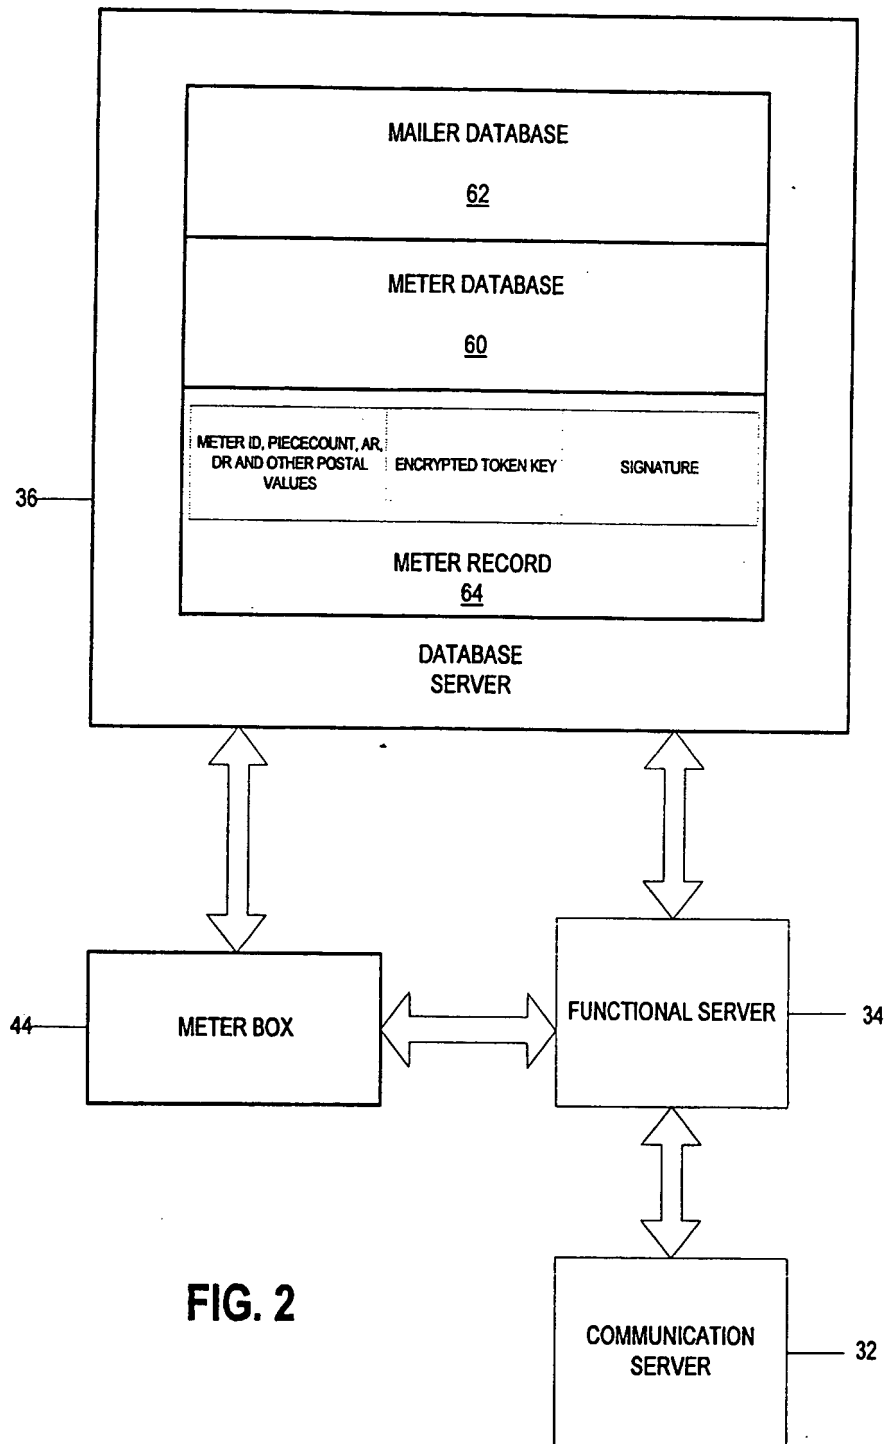 MAILER DATABASE
62
METER DATABASE
60
METER ID, PIECECOUNT, AR,
DR AND OTHER POSTAL
VALUES
ENCRYPTED TOKEN KEY
SIGNATURE
36
METER RECORD
64
DATABASE
SERVER
44
METER BOX
FUNCTIONAL SERVER
34
FIG. 2
COMMUNICATION
SERVER
32